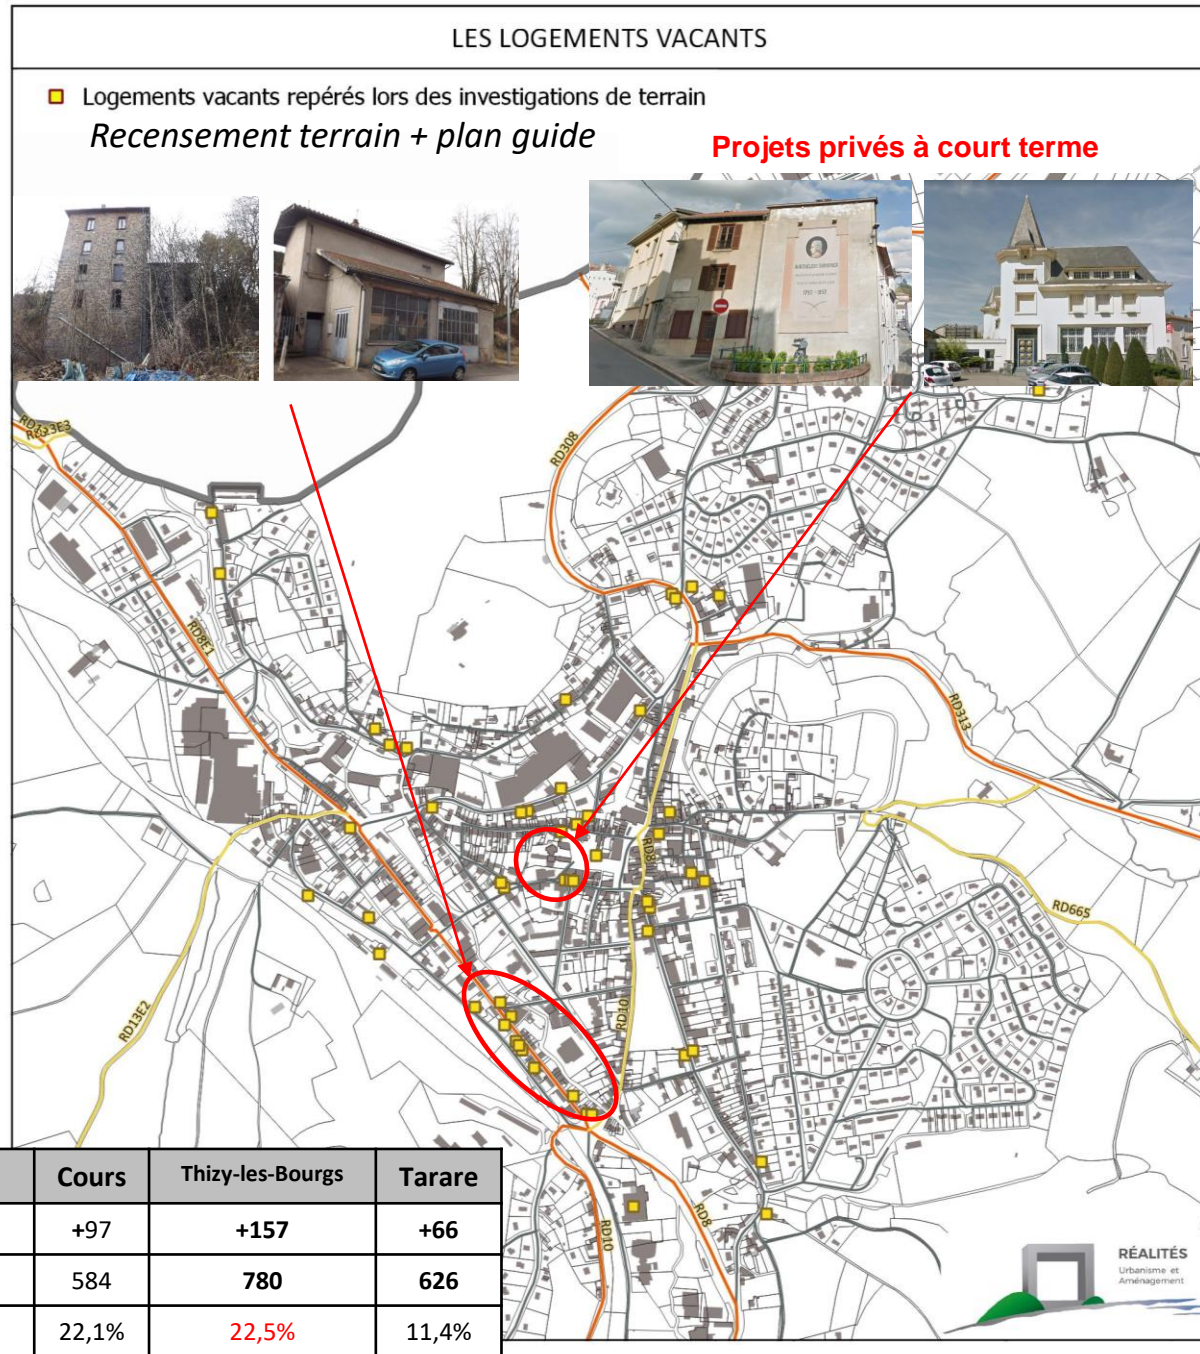 LES LOGEMENTS VACANTS
Logements vacants repérés lors des investigations de terrain
Recensement terrain + plan guide
Projets privés à court terme
1762 - 1837
RD308
RD8E1
RD313
RD8
RD665
RD13E2
RD10
RD10
RD8
Cours Thizy-les-Bourgs Tarare
+97 +157 +66
584 780 626
22,1% 22,5% 11,4%
RÉALITÉS
Urbanisme et
Aménagement